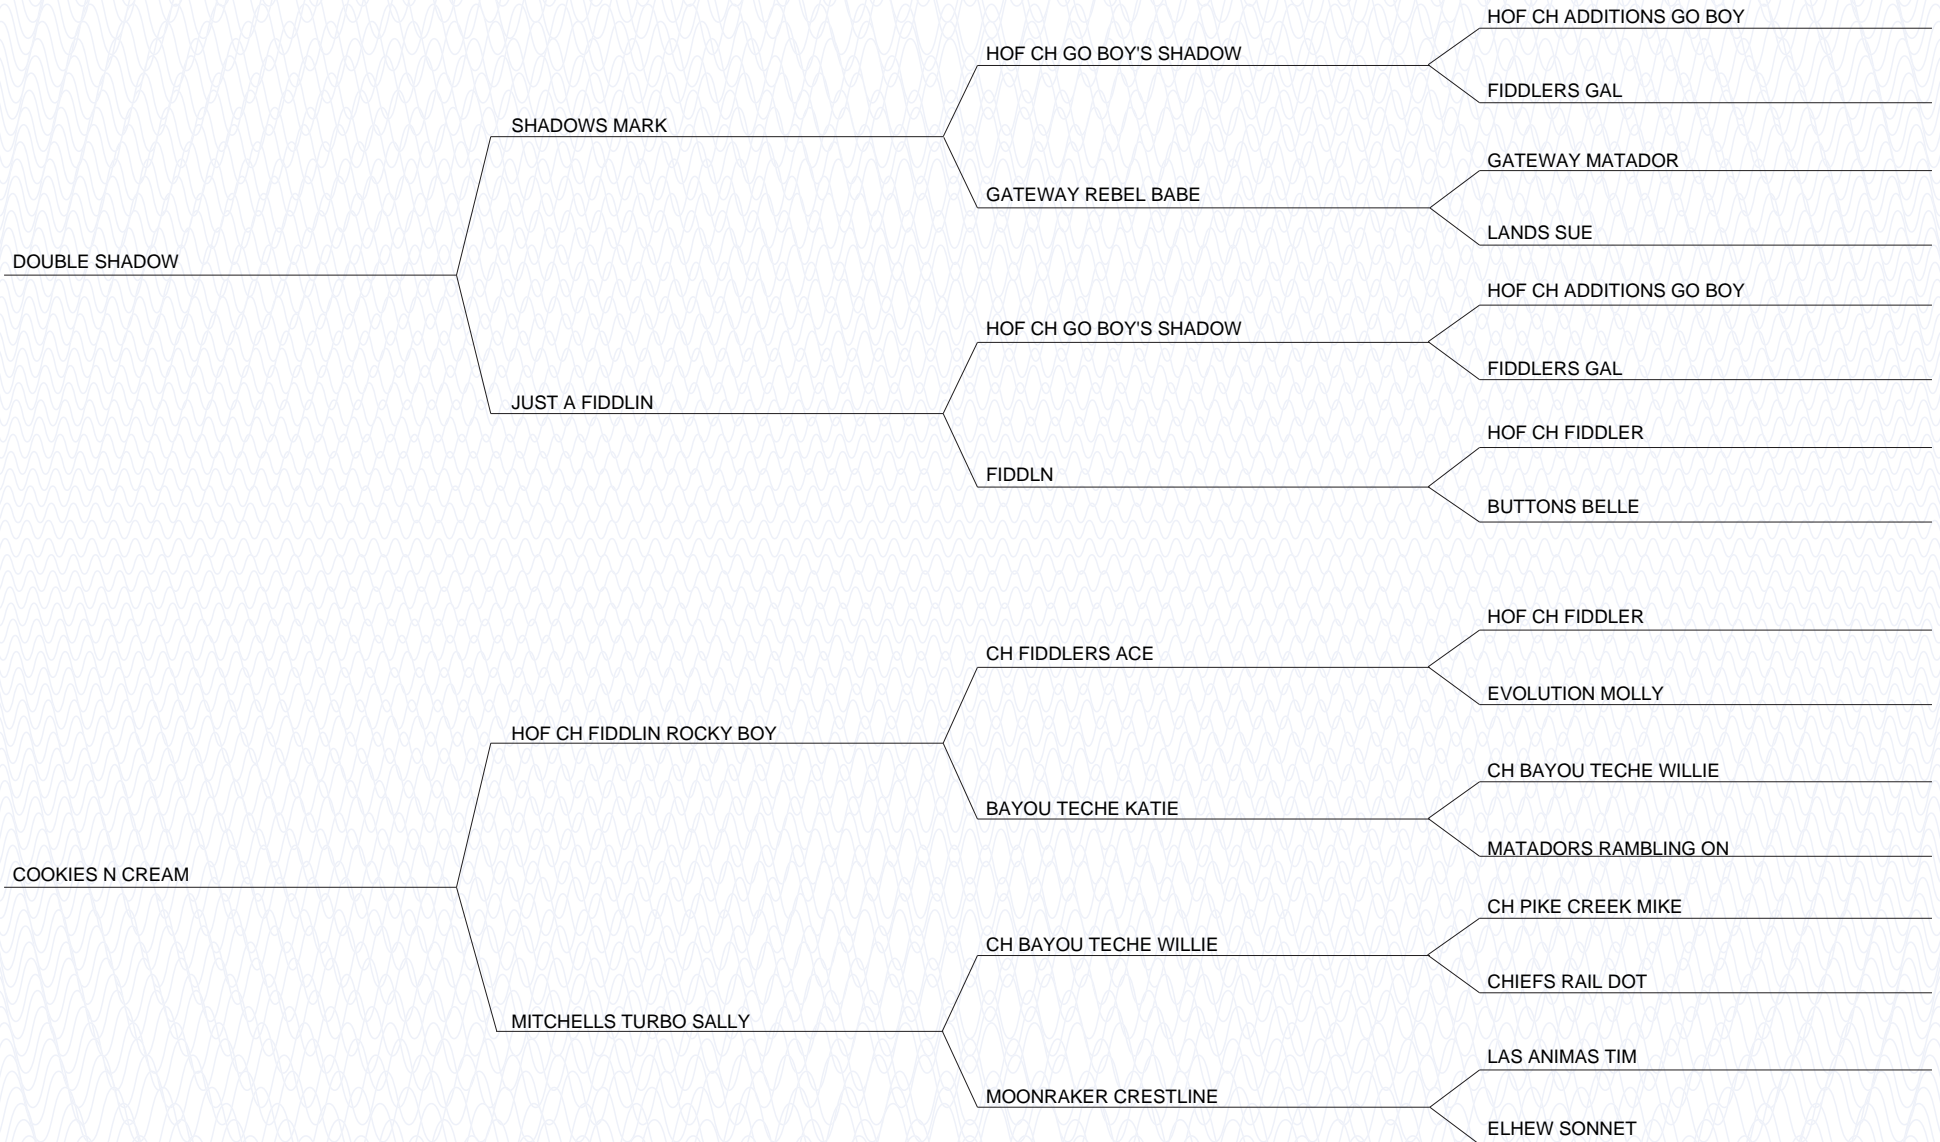 HOF CH ADDITIONS GO BOY
HOF CH GO BOY'S SHADOW
FIDDLERS GAL
SHADOWS MARK
GATEWAY MATADOR
GATEWAY REBEL BABE
LANDS SUE
DOUBLE SHADOW
HOF CH ADDITIONS GO BOY
HOF CH GO BOY'S SHADOW
FIDDLERS GAL
JUST A FIDDLIN
HOF CH FIDDLER
FIDDLN
BUTTONS BELLE
HOF CH FIDDLER
CH FIDDLERS ACE
EVOLUTION MOLLY
HOF CH FIDDLIN ROCKY BOY
CH BAYOU TECHE WILLIE
BAYOU TECHE KATIE
MATADORS RAMBLING ON
COOKIES N CREAM
CH PIKE CREEK MIKE
CH BAYOU TECHE WILLIE
CHIEFS RAIL DOT
MITCHELLS TURBO SALLY
LAS ANIMAS TIM
MOONRAKER CRESTLINE
ELHEW SONNET